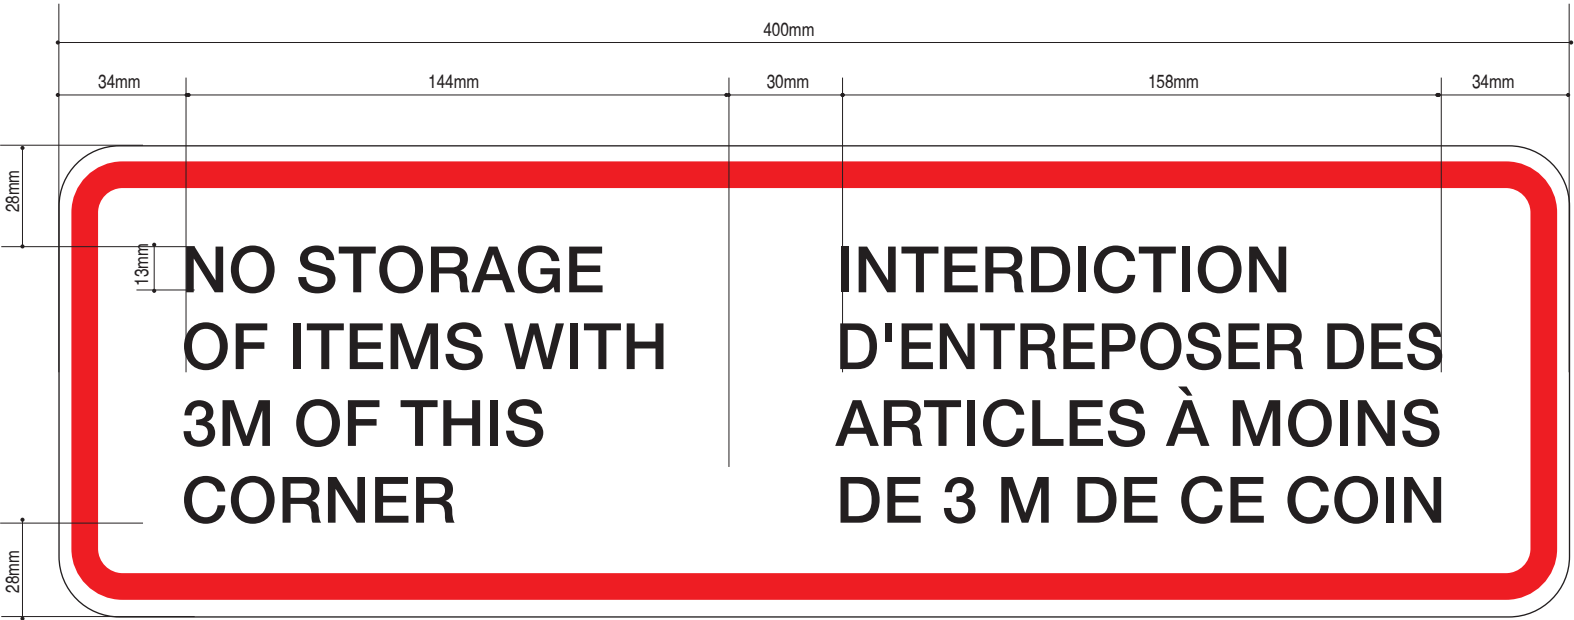 400mm
34mm 144mm 30mm 158mm 34mm
28mm
13mm
NO STORAGE
OF ITEMS WITH
3M OF THIS
CORNER
INTERDICTION
D'ENTREPOSER DES
ARTICLES À MOINS
DE 3 M DE CE COIN
28mm